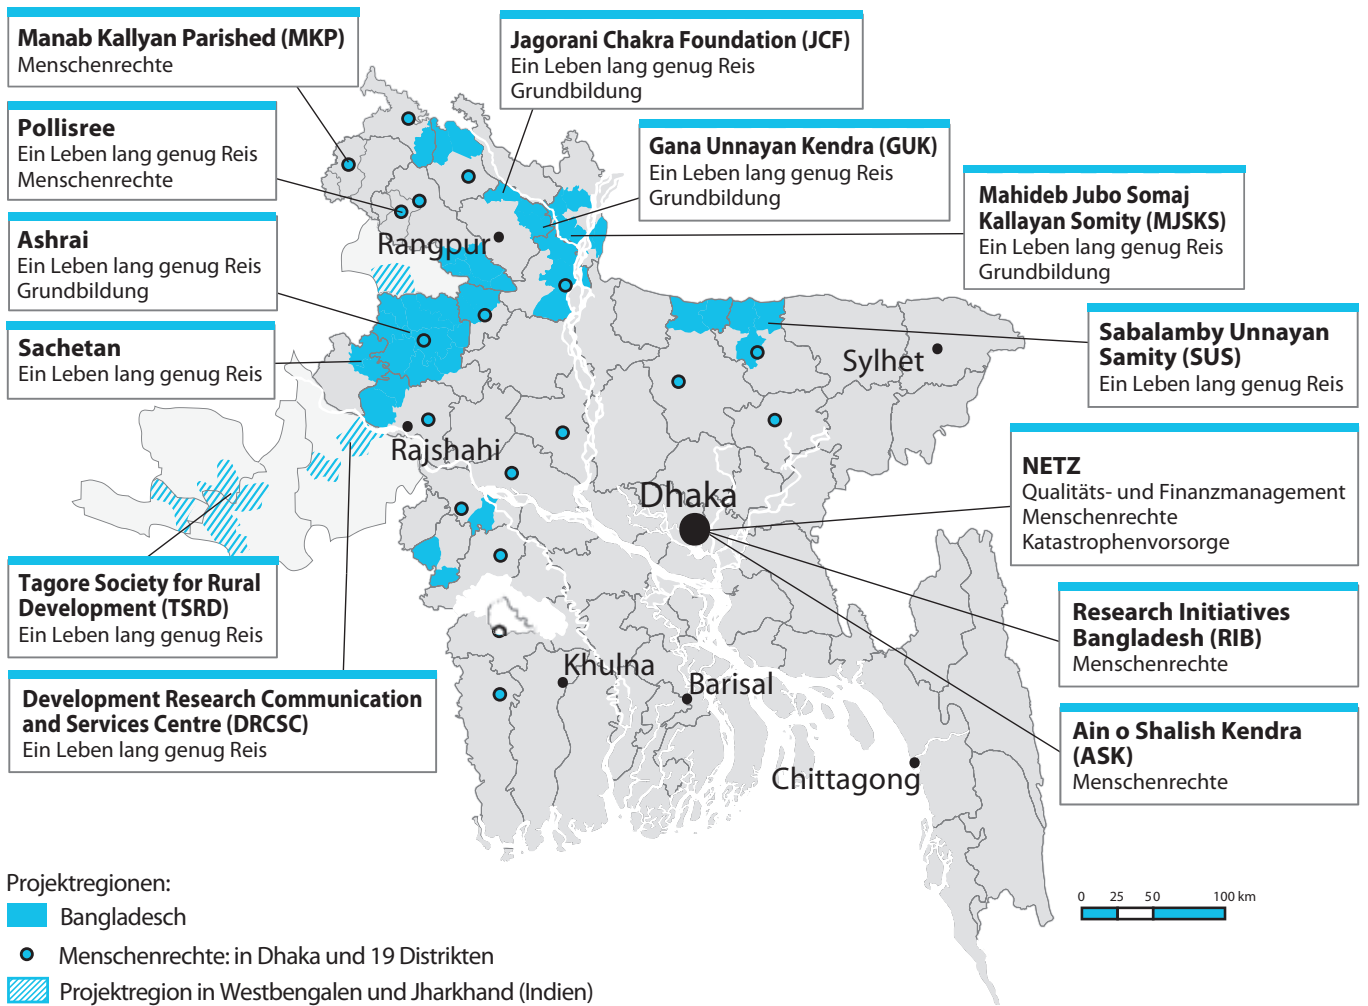 Manab Kallyan Parished (MKP)
Menschenrechte
Jagorani Chakra Foundation (JCF)
Ein Leben lang genug Reis
Grundbildung
Pollisree
Ein Leben lang genug Reis
Menschenrechte
Gana Unnayan Kendra (GUK)
Ein Leben lang genug Reis
Grundbildung
Mahideb Jubo Somaj
Kallayan Somity (MJSKS)
Ein Leben lang genug Reis
Grundbildung
Ashrai
Ein Leben lang genug Reis
Grundbildung
Rangpur
Sachetan
Ein Leben lang genug Reis
Sabalamby Unnayan
Samity (SUS)
Ein Leben lang genug Reis
Sylhet
Rajshahi
Dhaka
NETZ
Qualitäts- und Finanzmanagement
Menschenrechte
Katastrophenvorsorge
Tagore Society for Rural
Development (TSRD)
Ein Leben lang genug Reis
Research Initiatives
Bangladesh (RIB)
Menschenrechte
Khulna
Barisal
Development Research Communication
and Services Centre (DRCSC)
Ein Leben lang genug Reis
Ain o Shalish Kendra
(ASK)
Menschenrechte
Chittagong
Projektregionen:
Bangladesch
Menschenrechte: in Dhaka und 19 Distrikten
Projektregion in Westbengalen und Jharkhand (Indien)
0 25 50 100 km